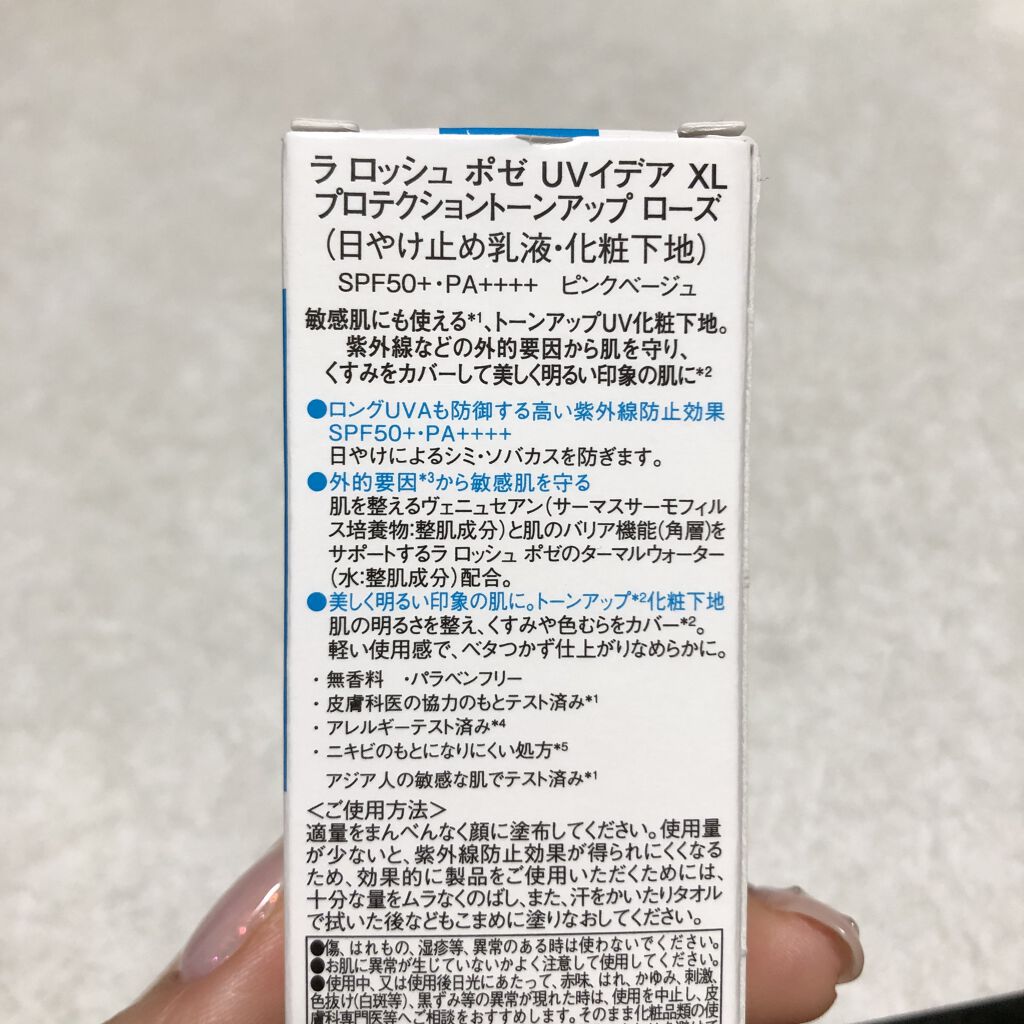 ラ ロッシュ ポゼ UVイデア XL
プロテクショントーンアップ ローズ
(日やけ止め乳液・化粧下地)
SPF50+・PA++++　ピンクベージュ
敏感肌にも使える*1、トーンアップUV化粧下地。
紫外線などの外的要因から肌を守り、
くすみをカバーして美しく明るい印象の肌に*2
●ロングUVAも防御する高い紫外線防止効果
SPF50+・PA++++
日やけによるシミ・ソバカスを防ぎます。
●外的要因*3から敏感肌を守る
肌を整えるヴェニュセアン(サーマスサーモフィル
ス培養物:整肌成分)と肌のバリア機能(角層)を
サポートするラ ロッシュ ポゼのターマルウォーター
(水:整肌成分)配合。
●美しく明るい印象の肌に。トーンアップ*2化粧下地
肌の明るさを整え、くすみや色むらをカバー*2。
軽い使用感で、ベタつかず仕上がりなめらかに。
・無香料　・パラベンフリー
・皮膚科医の協力のもとテスト済み*1
・アレルギーテスト済み*4
・ニキビのもとになりにくい処方*5
アジア人の敏感な肌でテスト済み*1
＜ご使用方法＞
適量をまんべんなく顔に塗布してください。使用量
が少ないと、紫外線防止効果が得られにくくなる
ため、効果的に製品をご使用いただくためには、
十分な量をムラなくのばし、また、汗をかいたりタオル
で拭いた後などもこまめに塗りなおしてください。
●傷、はれもの、湿疹等、異常のある時は使わないでください。
●お肌に異常が生じていないかよく注意して使用してください。
●使用中、又は使用後日光にあたって、赤味、はれ、かゆみ、刺激、
色抜け(白斑等)、黒ずみ等の異常が現れた時は、使用を中止し、皮
膚科専門医等へご相談をおすすめします。そのまま化粧品類の使